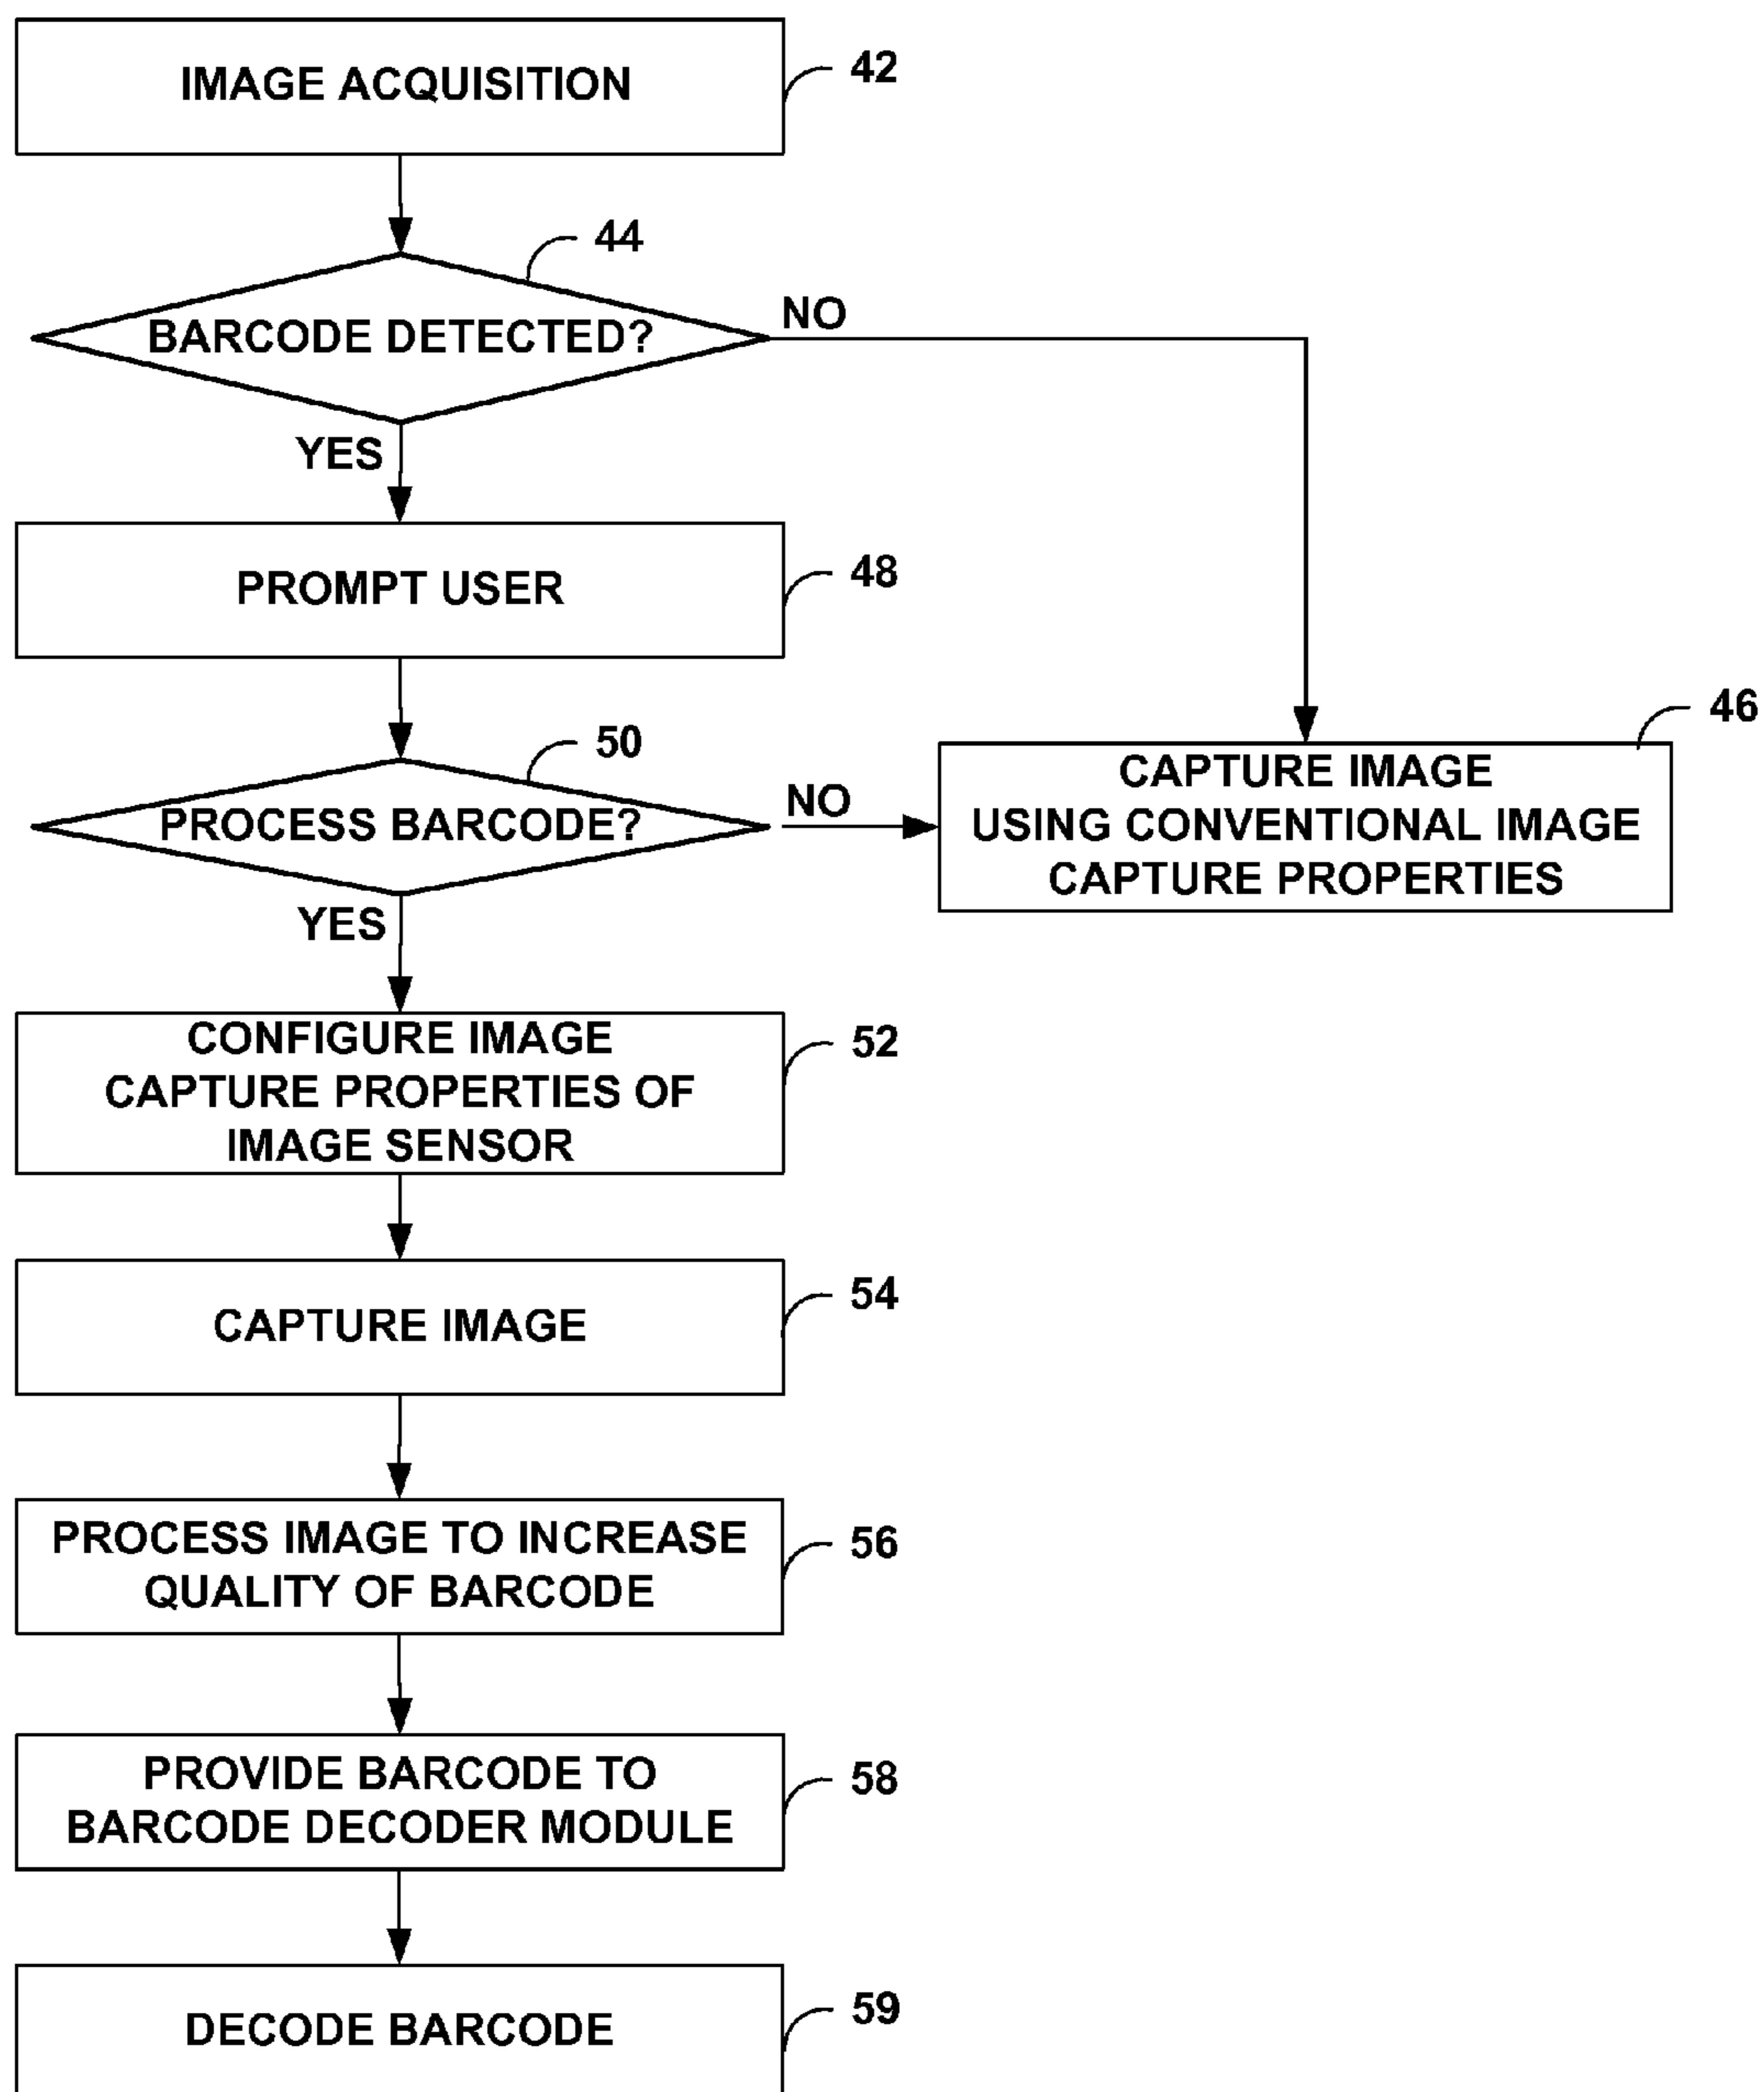 IMAGE ACQUISITION
42
44
BARCODE DETECTED?
NO
YES
PROMPT USER
48
50
PROCESS BARCODE?
NO
YES
46
CAPTURE IMAGE
USING CONVENTIONAL IMAGE
CAPTURE PROPERTIES
CONFIGURE IMAGE
CAPTURE PROPERTIES OF
IMAGE SENSOR
52
CAPTURE IMAGE
54
PROCESS IMAGE TO INCREASE
QUALITY OF BARCODE
56
PROVIDE BARCODE TO
BARCODE DECODER MODULE
58
DECODE BARCODE
59